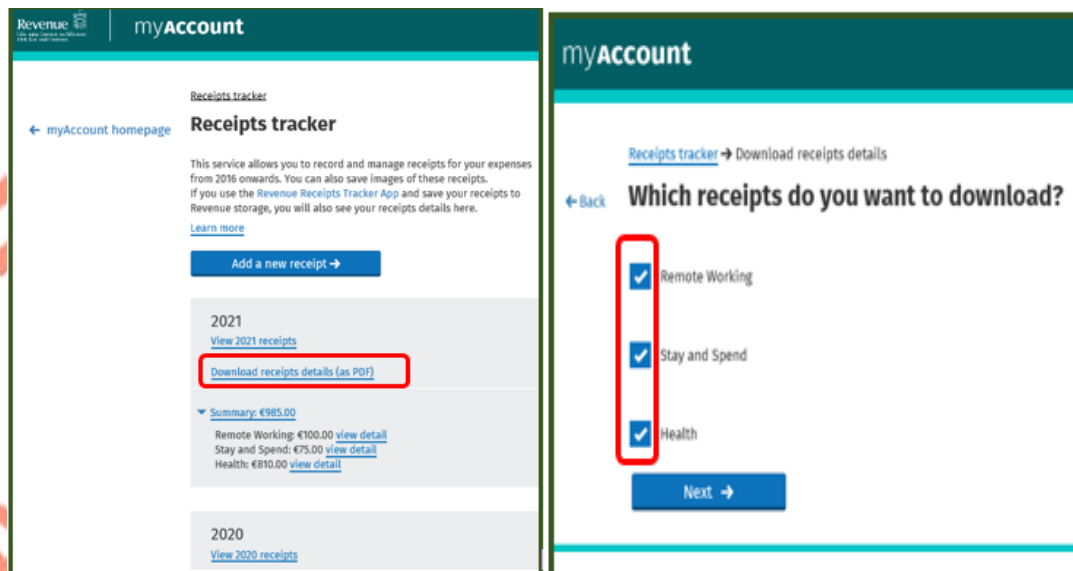 Revenue
myAccount
Receipts tracker
← myAccount homepage
Receipts tracker
This service allows you to record and manage receipts for your expenses
from 2016 onwards. You can also save images of these receipts.
If you use the Revenue Receipts Tracker App and save your receipts to
Revenue storage, you will also see your receipts details here.
Learn more
Add a new receipt →
2021
View 2021 receipts
Download receipts details (as PDF)
Summary: €985.00
Remote Working: €100.00 view detail
Stay and Spend: €75.00 view detail
Health: €810.00 view detail
2020
View 2020 receipts
myAccount
Receipts tracker → Download receipts details
← Back
Which receipts do you want to download?
Remote Working
Stay and Spend
Health
Next →